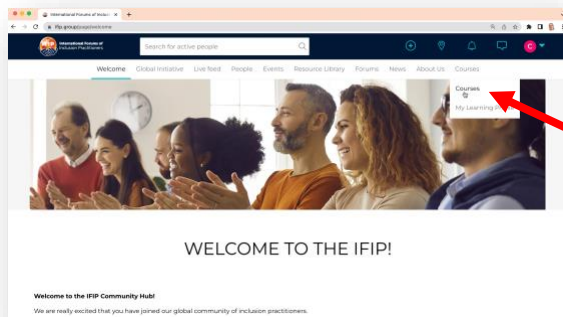 International Forums of Inclusi
ifip.group/page/welcome
IFIP
International Forums of
Inclusion Practitioners
Search for active people
C
Welcome Global Initiative Live feed People Events Resource Library Forums News About Us Courses
Courses
My Learning
WELCOME TO THE IFIP!
Welcome to the IFIP Community Hub!
We are really excited that you have joined our global community of inclusion practitioners.